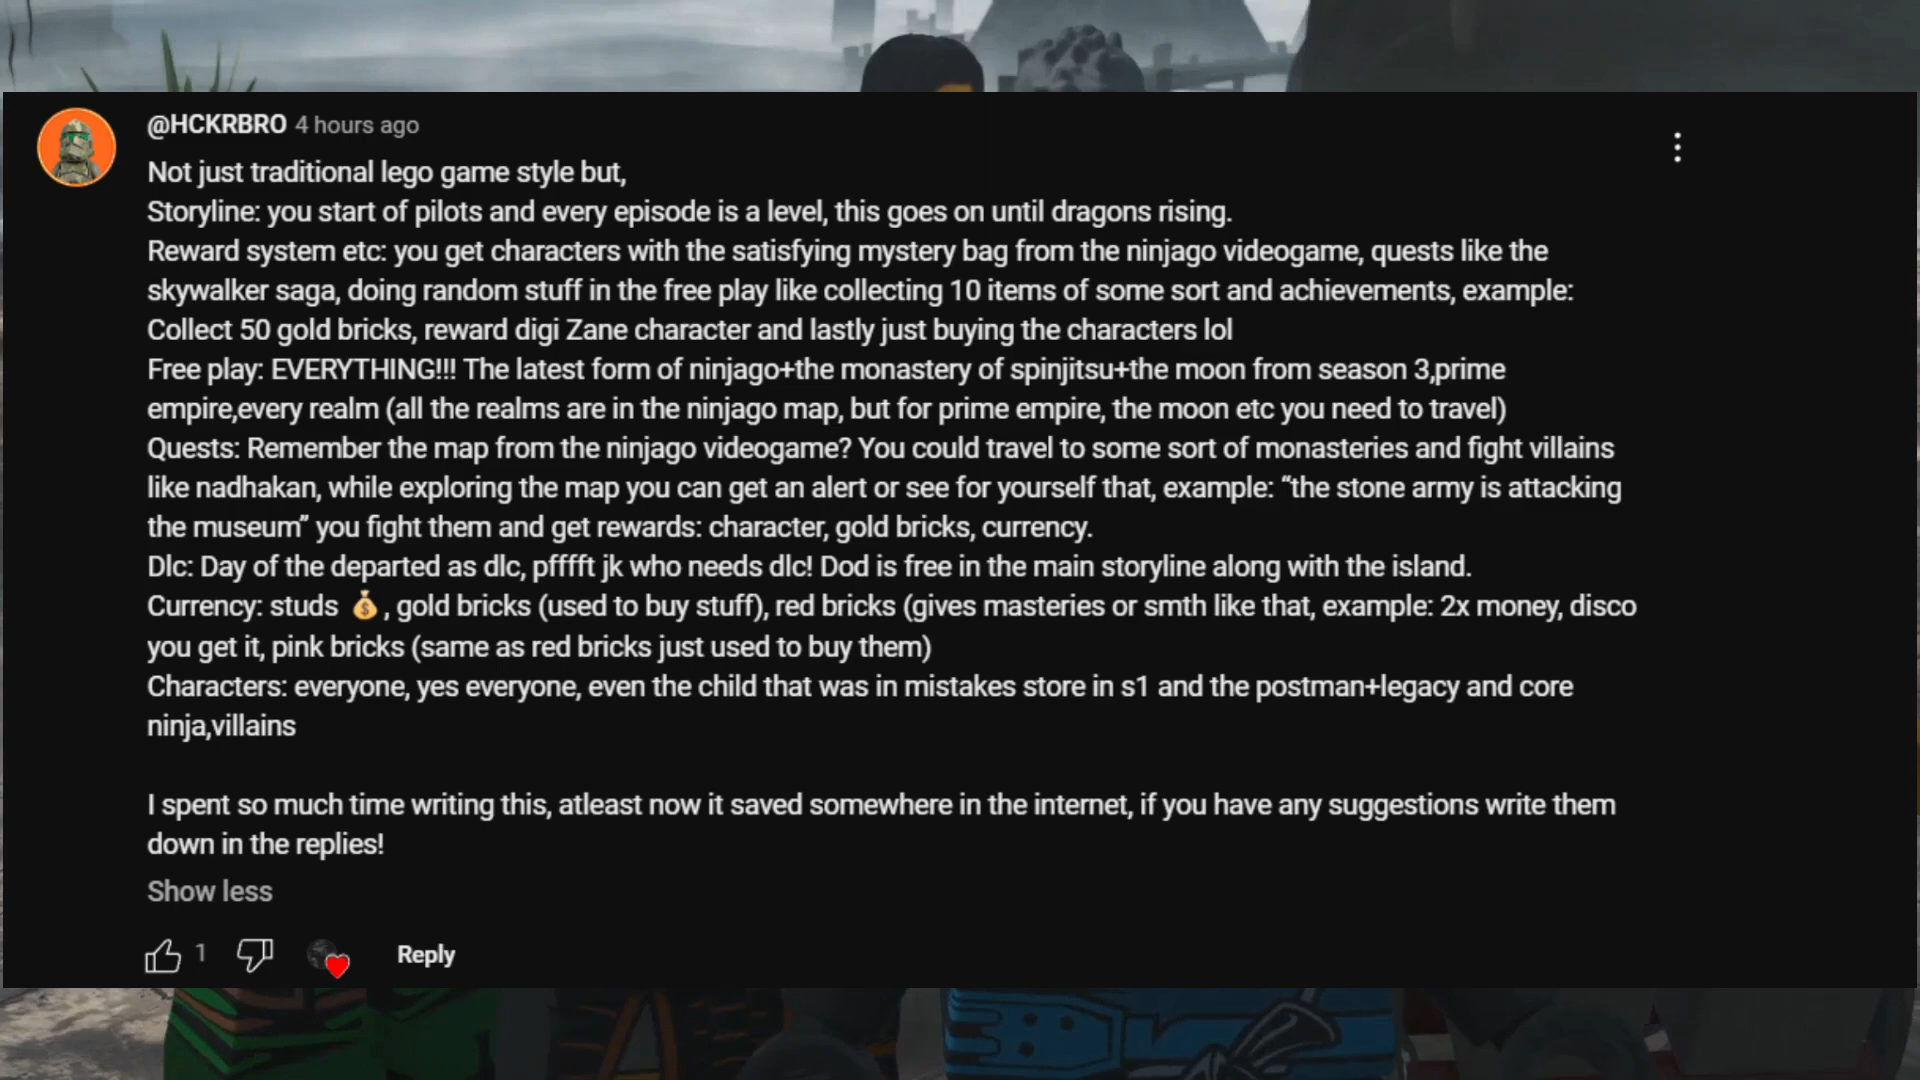 @HCKRBRO 4 hours ago
Not just traditional lego game style but,
Storyline: you start of pilots and every episode is a level, this goes on until dragons rising.
Reward system etc: you get characters with the satisfying mystery bag from the ninjago videogame, quests like the
skywalker saga, doing random stuff in the free play like collecting 10 items of some sort and achievements, example:
Collect 50 gold bricks, reward digi Zane character and lastly just buying the characters lol
Free play: EVERYTHING!!! The latest form of ninjago+the monastery of spinjitsu+the moon from season 3,prime
empire,every realm (all the realms are in the ninjago map, but for prime empire, the moon etc you need to travel)
Quests: Remember the map from the ninjago videogame? You could travel to some sort of monasteries and fight villains
like nadhakan, while exploring the map you can get an alert or see for yourself that, example: “the stone army is attacking
the museum” you fight them and get rewards: character, gold bricks, currency.
Dlc: Day of the departed as dlc, pfffft jk who needs dlc! Dod is free in the main storyline along with the island.
Currency: studs 💰, gold bricks (used to buy stuff), red bricks (gives masteries or smth like that, example: 2x money, disco
you get it, pink bricks (same as red bricks just used to buy them)
Characters: everyone, yes everyone, even the child that was in mistakes store in s1 and the postman+legacy and core
ninja,villains
I spent so much time writing this, atleast now it saved somewhere in the internet, if you have any suggestions write them
down in the replies!
Show less
1 Reply